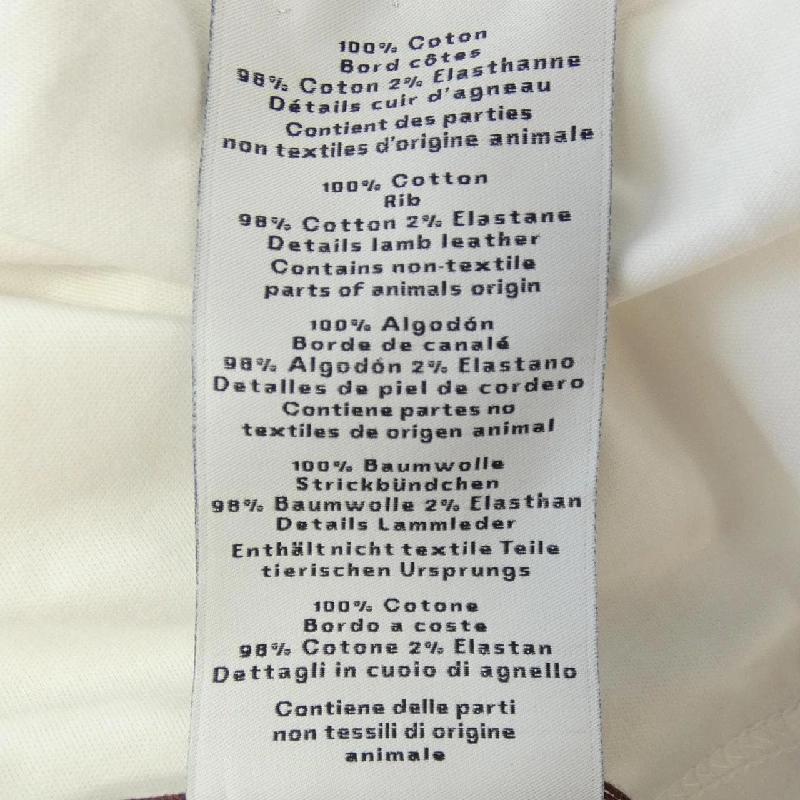 100% Coton
Bord côtes
98% Coton 2% Elasthanne
Détails cuir d'agneau
Contient des parties
non textiles d'origine animale
100% Cotton
Rib
98% Cotton 2% Elastane
Details lamb leather
Contains non-textile
parts of animals origin
100% Algodón
Borde de canalé
98% Algodón 2% Elastano
Detalles de piel de cordero
Contiene partes no
textiles de origen animal
100% Baumwolle
Strickbündchen
98% Baumwolle 2% Elasthan
Details Lammleder
Enthält nicht textile Teile
tierischen Ursprungs
100% Cotone
Bordo a coste
98% Cotone 2% Elastan
Dettagli in cuoio di agnello
Contiene delle parti
non tessili di origine
animale